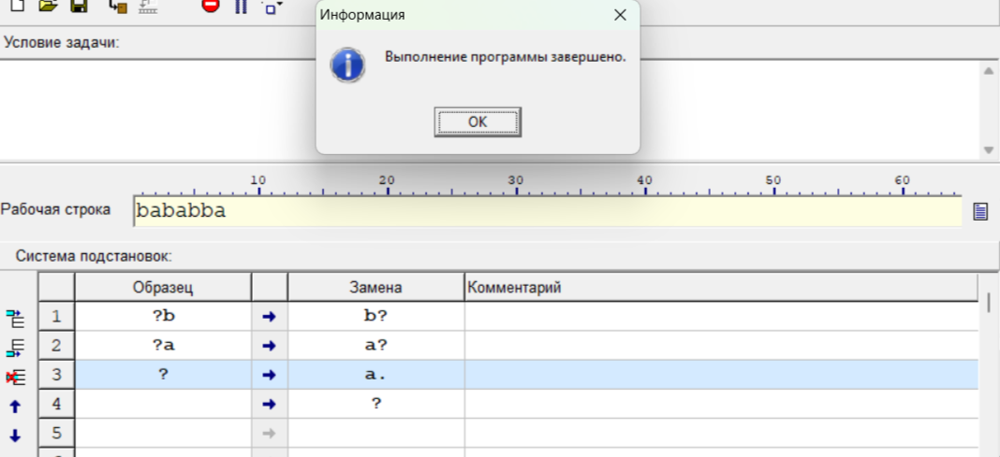 Информация
Выполнение программы завершено.
OK
Условие задачи:
10 20 30 40 50 60
Рабочая строка bababba
Система подстановок:
Образец Замена Комментарий
1 ?b → b?
2 ?a → a?
3 ? → a.
4 → ?
5 →